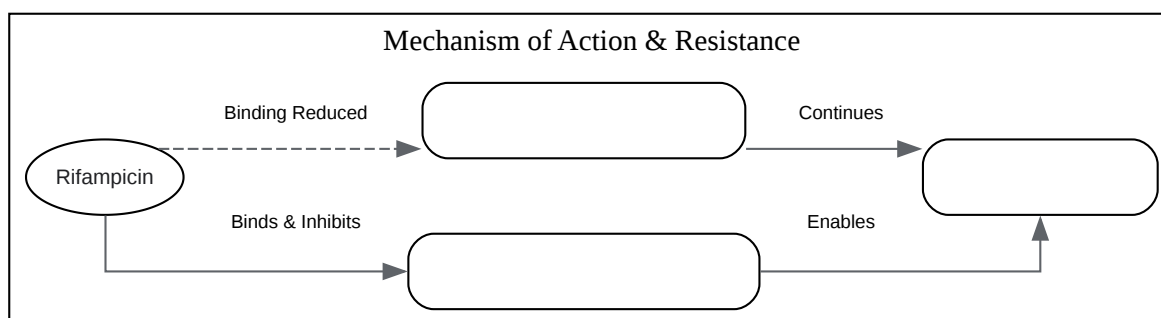 Mechanism of Action & Resistance
Binding Reduced
Continues
Rifampicin
Binds & Inhibits
Enables